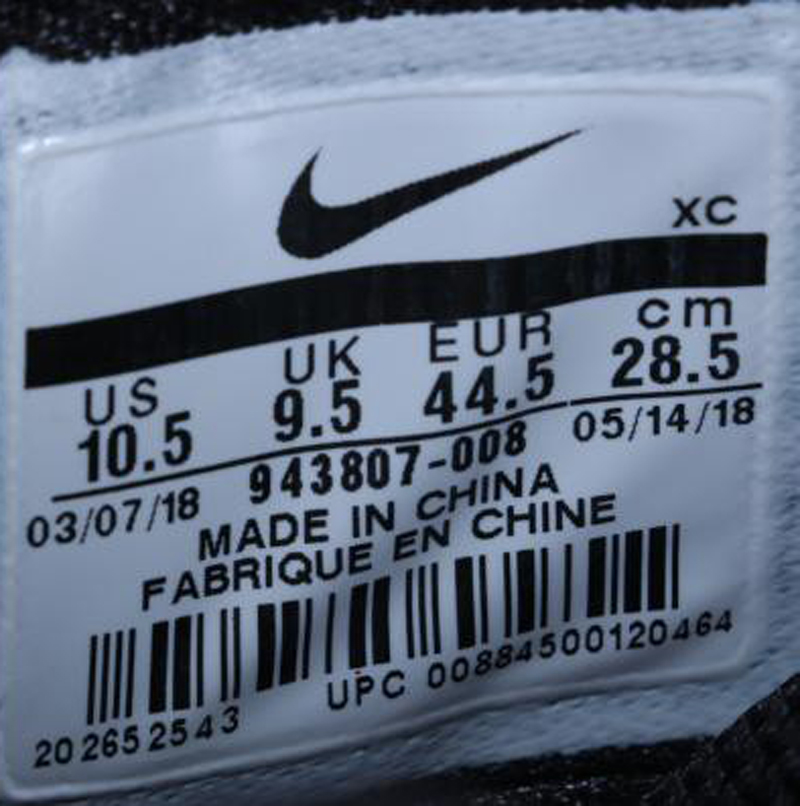 XC
US UK EUR cm
10.5 9.5 44.5 28.5
03/07/18 943807-008 05/14/18
MADE IN CHINA
FABRIQUE EN CHINE
20 265 25 4 3 UPC 00884500120464